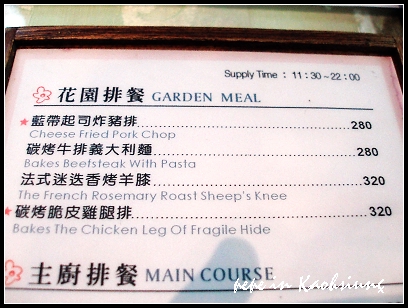 Supply Time : 11:30~22:00
花園排餐 GARDEN MEAL
★藍帶起司炸豬排 280
Cheese Fried Pork Chop
碳烤牛排義大利麵 280
Bakes Beefsteak With Pasta
法式迷迭香烤羊膝 320
The French Rosemary Roast Sheep's Knee
★碳烤脆皮雞腿排 320
Bakes The Chicken Leg Of Fragile Hide
主廚排餐 MAIN COURSE
in Kaohsiung